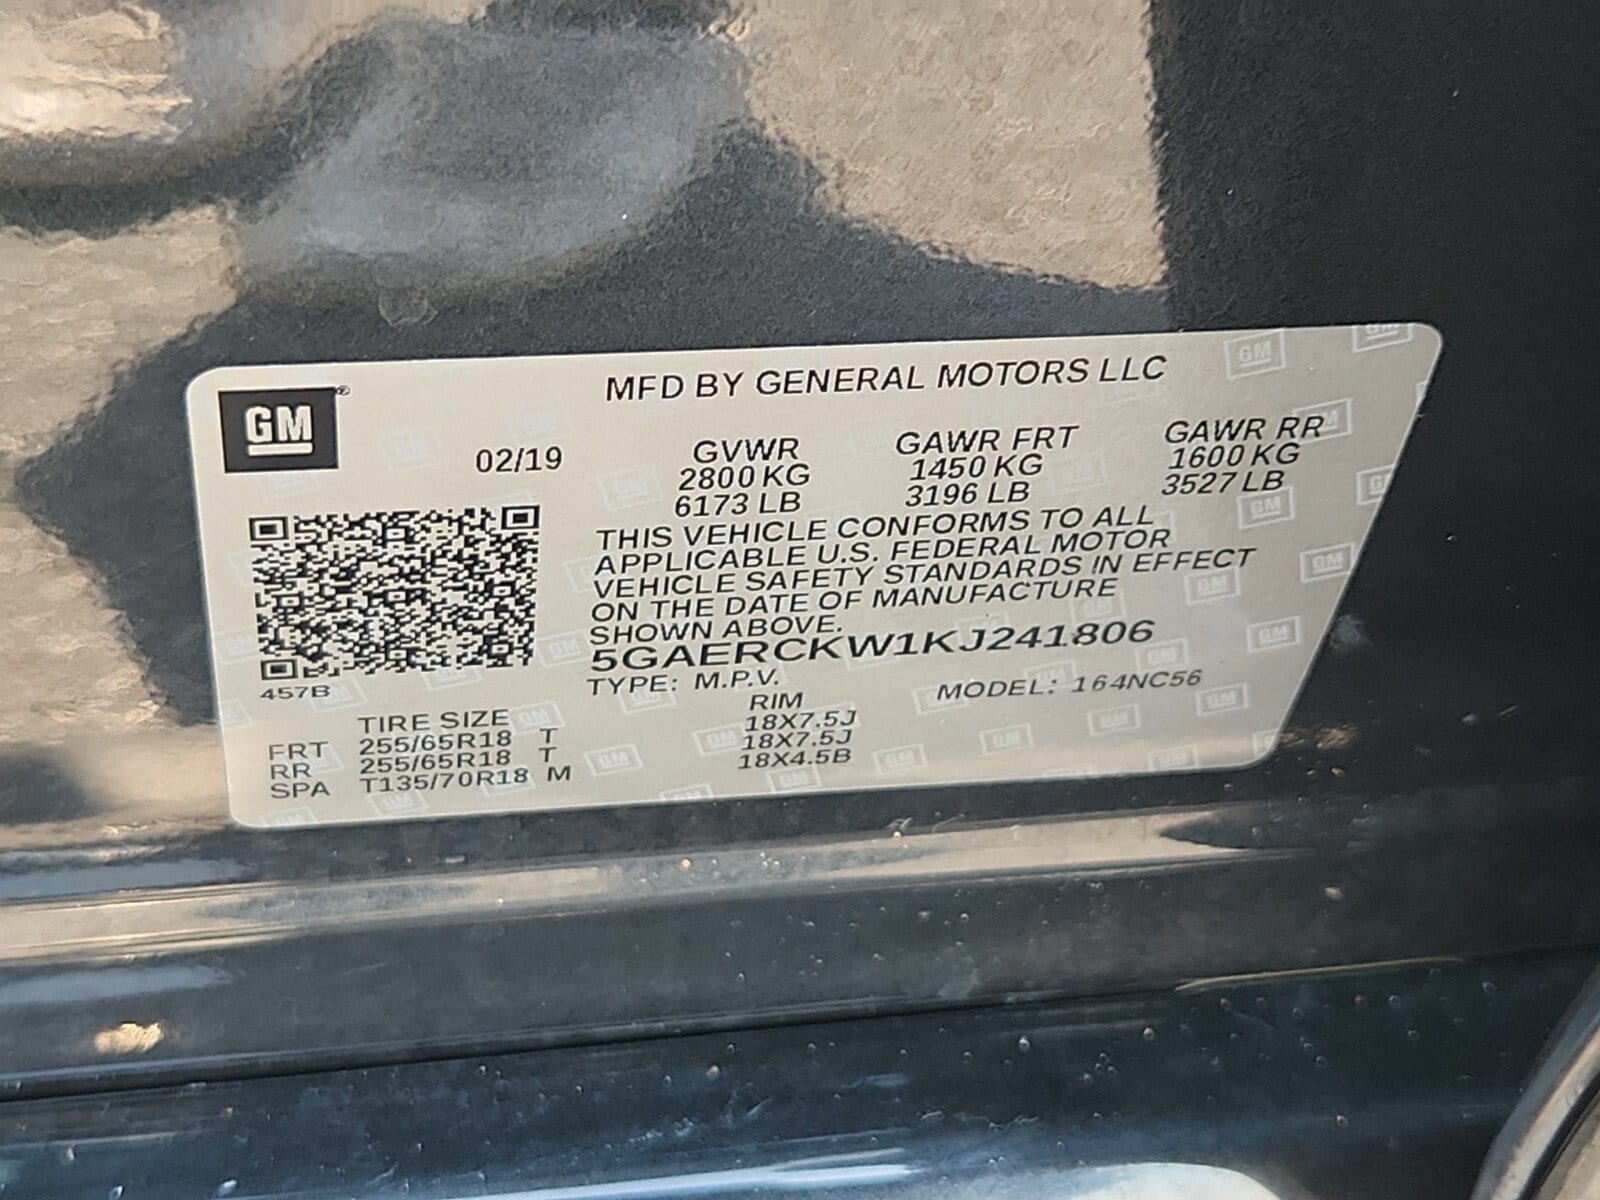 GM
MFD BY GENERAL MOTORS LLC
02/19
GVWR GAWR FRT GAWR RR
2800 KG 1450 KG 1600 KG
6173 LB 3196 LB 3527 LB
THIS VEHICLE CONFORMS TO ALL
APPLICABLE U.S. FEDERAL MOTOR
VEHICLE SAFETY STANDARDS IN EFFECT
ON THE DATE OF MANUFACTURE
SHOWN ABOVE.
5GAERCKW1KJ241806
457B
TYPE: M.P.V. MODEL: 164NC56
TIRE SIZE RIM
FRT 255/65R18 T 18X7.5J
RR 255/65R18 T 18X7.5J
SPA T135/70R18 M 18X4.5B